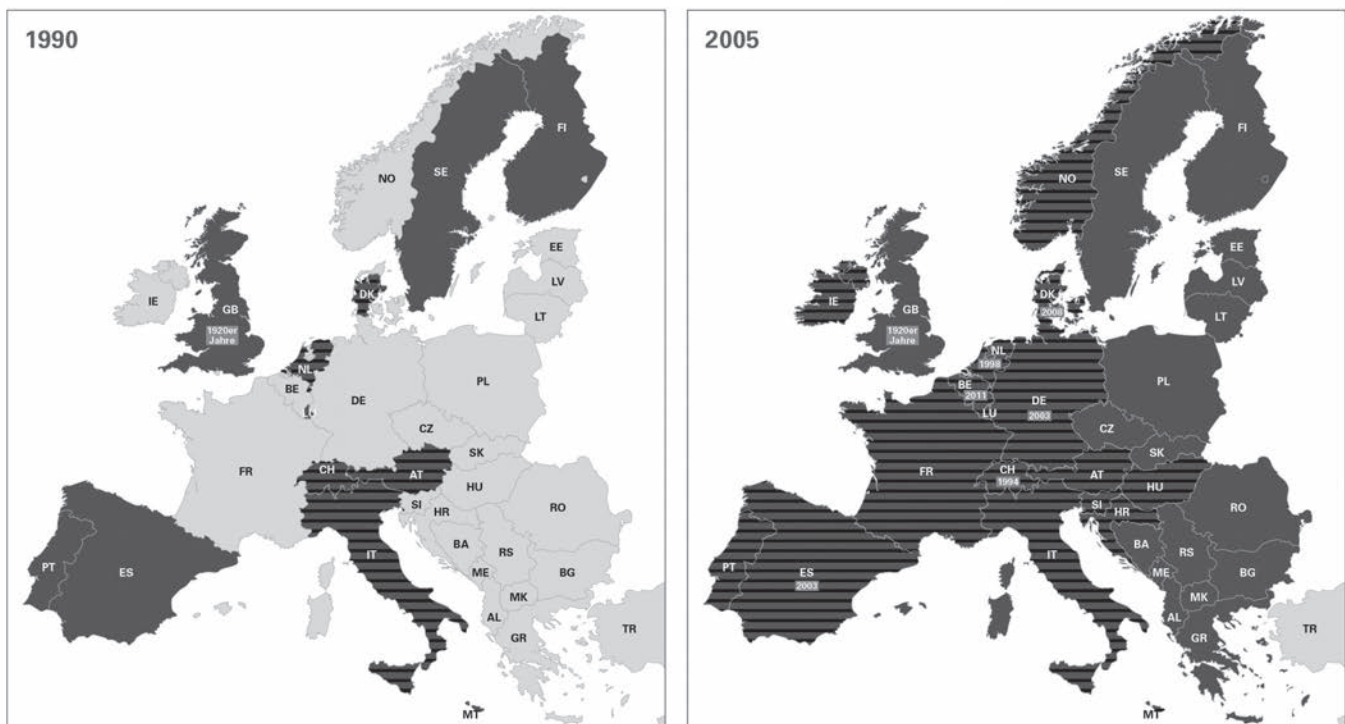 1990
FI
SE
NO
EE
LV
LT
IE
GB
1920er
Jahre
DK
NL
BE
LU
DE
PL
CZ
SK
FR
CH
AT
HU
SI
HR
RO
BA
RS
IT
ME
BG
MK
AL
GR
TR
PT
ES
MT
2005
FI
SE
NO
EE
LV
LT
IE
GB
1920er
Jahre
DK
2008
NL
1998
BE
2011
LU
DE
2003
PL
CZ
SK
FR
CH
1994
AT
HU
SI
HR
RO
BA
RS
IT
ME
BG
MK
AL
GR
TR
PT
ES
2003
MT